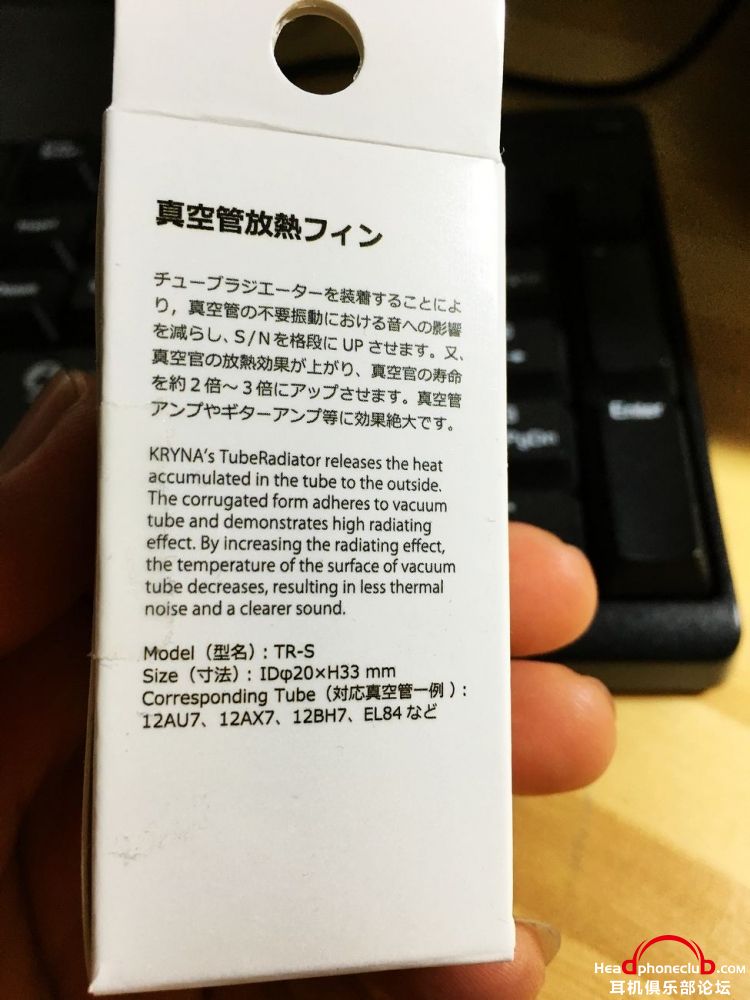 真空管放熱フィン
チューブラジエーターを装着することによ
り，真空管の不要振動における音への影響
を減らし、S/Nを格段に UP させます。又、
真空官の放熱効果が上がり、真空官の寿命
を約２倍～３倍にアップさせます。真空管
アンプやギターアンプ等に効果絶大です。
KRYNA's TubeRadiator releases the heat
accumulated in the tube to the outside.
The corrugated form adheres to vacuum
tube and demonstrates high radiating
effect. By increasing the radiating effect,
the temperature of the surface of vacuum
tube decreases, resulting in less thermal
noise and a clearer sound.
Model（型名）: TR-S
Size（寸法）: IDφ20×H33 mm
Corresponding Tube（対応真空管一例 ）:
12AU7、12AX7、12BH7、EL84 など
Enter
Headphoneclub.com
耳机俱乐部论坛